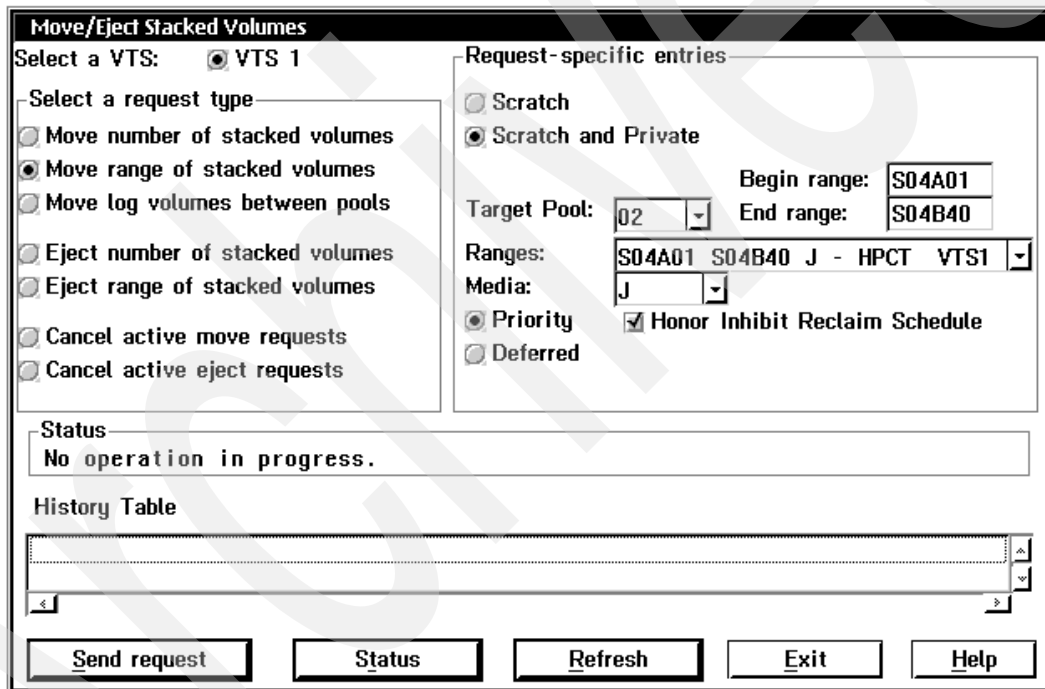 Move/Eject Stacked Volumes
Select a VTS: VTS 1
Select a request type
Move number of stacked volumes
Move range of stacked volumes
Move log volumes between pools
Eject number of stacked volumes
Eject range of stacked volumes
Cancel active move requests
Cancel active eject requests
Request-specific entries
Scratch
Scratch and Private
Begin range: S04A01
Target Pool: 02 End range: S04B40
Ranges: S04A01 S04B40 J - HPCT VTS1
Media: J
Priority Honor Inhibit Reclaim Schedule
Deferred
Status
No operation in progress.
History Table
Send request Status Refresh Exit Help